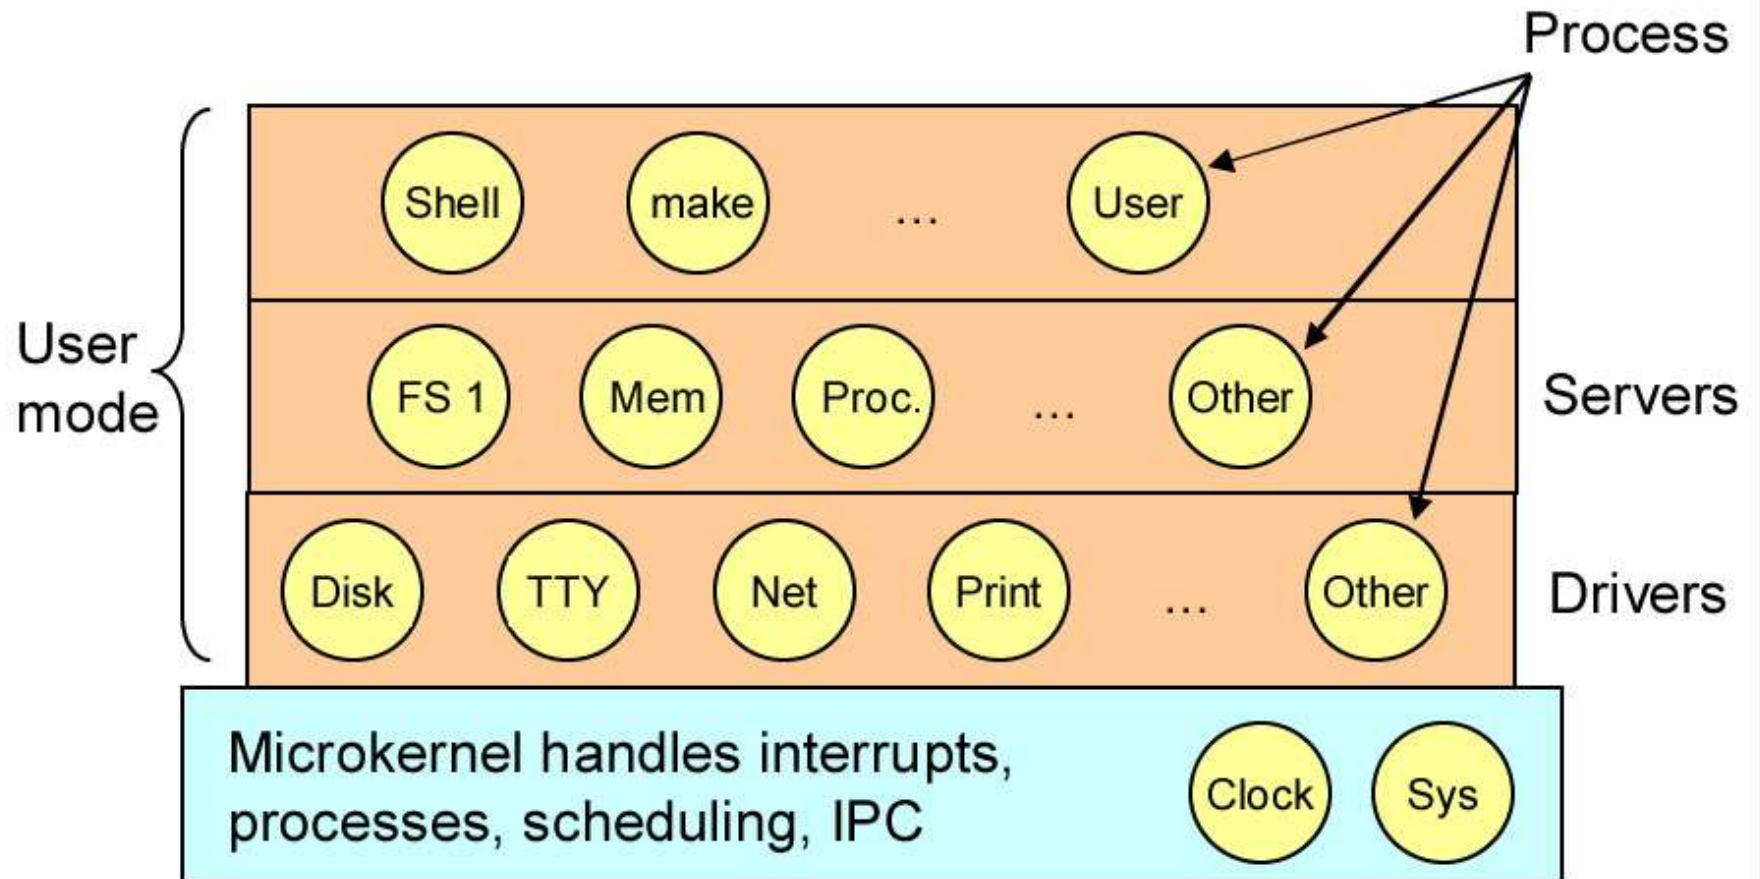 Process
Shell make ... User
User
mode
FS 1 Mem Proc. ... Other
Servers
Disk TTY Net Print ... Other
Drivers
Microkernel handles interrupts,
processes, scheduling, IPC
Clock Sys